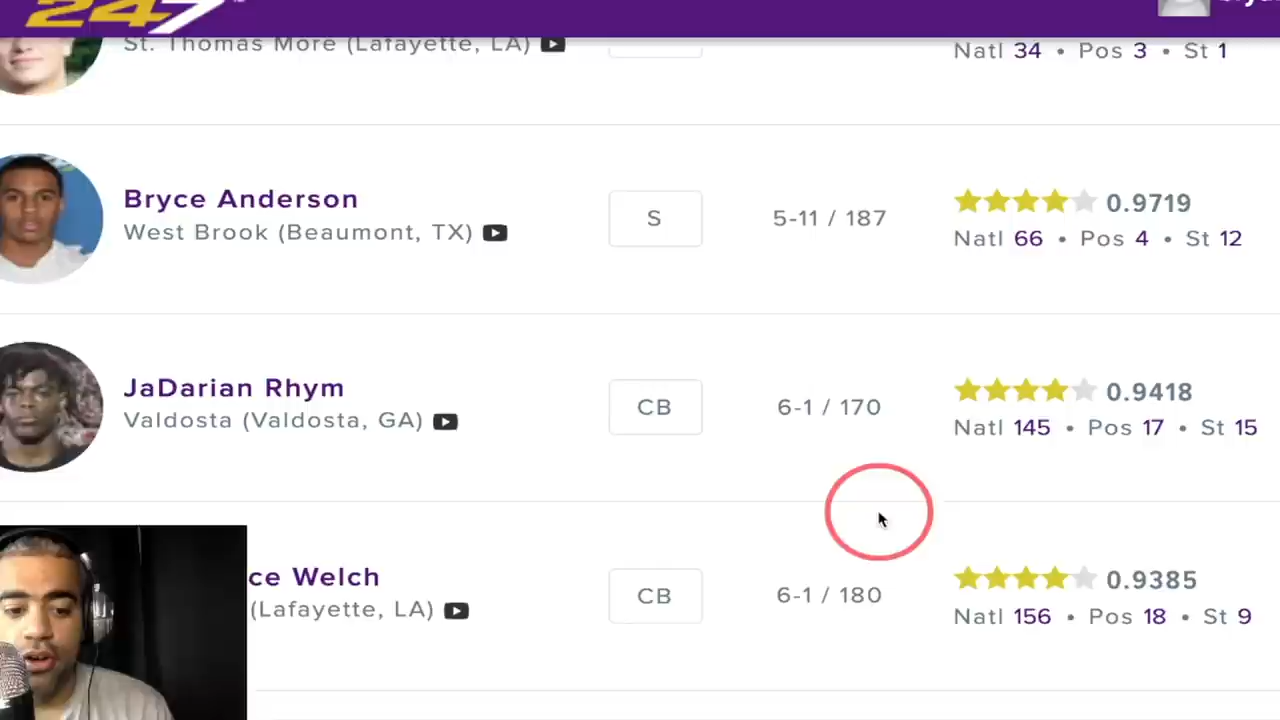 247
St. Thomas More (Lafayette, LA)
Natl 34 • Pos 3 • St 1
Bryce Anderson
West Brook (Beaumont, TX)
S
5-11 / 187
0.9719
Natl 66 • Pos 4 • St 12
JaDarian Rhym
Valdosta (Valdosta, GA)
CB
6-1 / 170
0.9418
Natl 145 • Pos 17 • St 15
ce Welch
(Lafayette, LA)
CB
6-1 / 180
0.9385
Natl 156 • Pos 18 • St 9